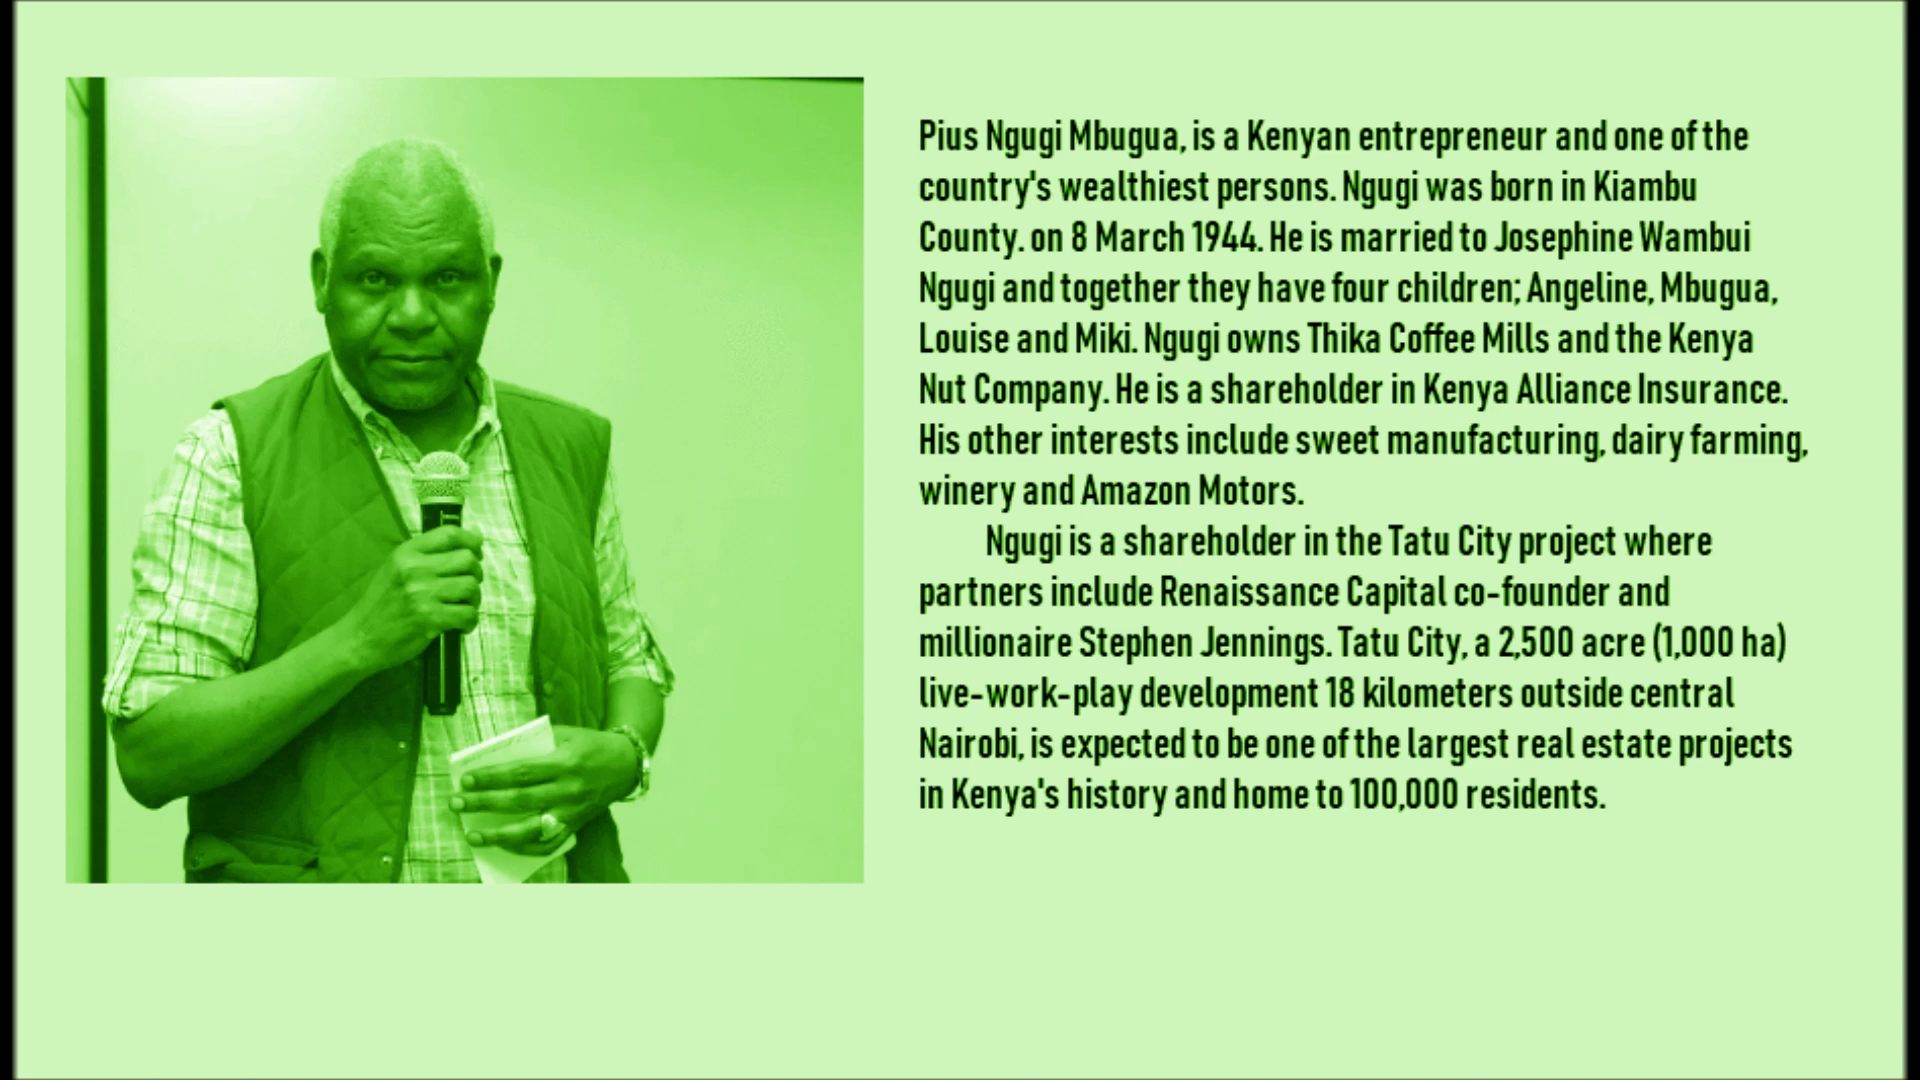 Pius Ngugi Mbugua, is a Kenyan entrepreneur and one of the
country's wealthiest persons. Ngugi was born in Kiambu
County. on 8 March 1944. He is married to Josephine Wambui
Ngugi and together they have four children; Angeline, Mbugua,
Louise and Miki. Ngugi owns Thika Coffee Mills and the Kenya
Nut Company. He is a shareholder in Kenya Alliance Insurance.
His other interests include sweet manufacturing, dairy farming,
winery and Amazon Motors.
Ngugi is a shareholder in the Tatu City project where
partners include Renaissance Capital co-founder and
millionaire Stephen Jennings. Tatu City, a 2,500 acre (1,000 ha)
live-work-play development 18 kilometers outside central
Nairobi, is expected to be one of the largest real estate projects
in Kenya's history and home to 100,000 residents.